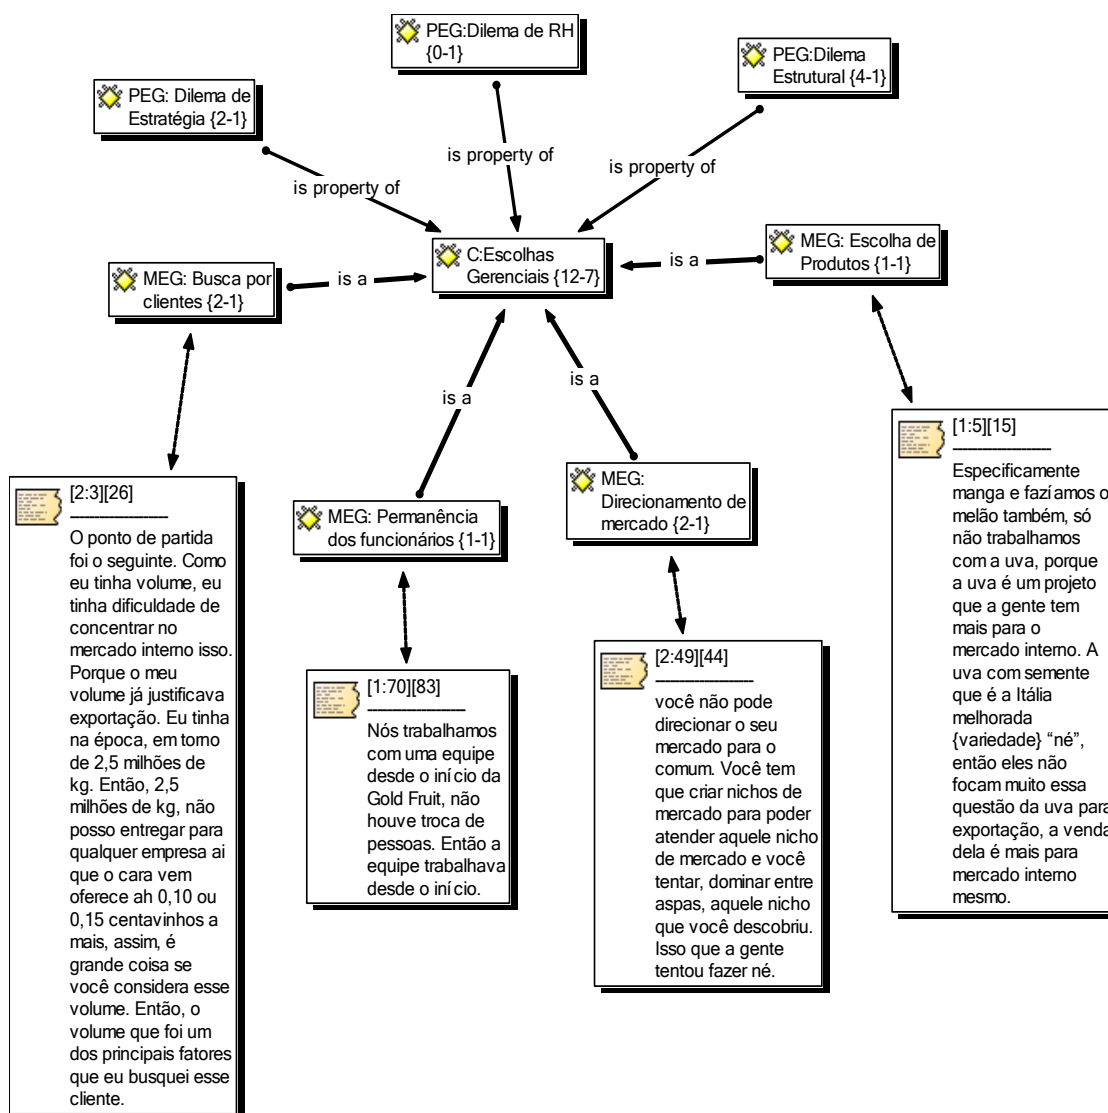 PEG:Dilema de RH
{0-1}
PEG:Dilema
Estrutural {4-1}
PEG: Dilema de
Estratégia {2-1}
is property of
is property of
is property of
C:Escolhas
Gerenciais {12-7}
MEG: Escolha de
Produtos {1-1}
MEG: Busca por
clientes {2-1}
is a
is a
is a
is a
MEG: Permanência
dos funcionários {1-1}
MEG:
Direcionamento de
mercado {2-1}
[2:3][26]
O ponto de partida
foi o seguinte. Como
eu tinha volume, eu
tinha dificuldade de
concentrar no
mercado interno isso.
Porque o meu
volume já justificava
exportação. Eu tinha
na época, em torno
de 2,5 milhões de
kg. Então, 2,5
milhões de kg, não
posso entregar para
qualquer empresa ai
que o cara vem
oferece ah 0,10 ou
0,15 centavinhos a
mais, assim, é
grande coisa se
você considera esse
volume. Então, o
volume que foi um
dos principais fatores
que eu busquei esse
cliente.
[1:70][83]
Nós trabalhamos
com uma equipe
desde o início da
Gold Fruit, não
houve troca de
pessoas. Então a
equipe trabalhava
desde o início.
[2:49][44]
você não pode
direcionar o seu
mercado para o
comum. Você tem
que criar nichos de
mercado para poder
atender aquele nicho
de mercado e você
tentar, dominar entre
aspas, aquele nicho
que você descobriu.
Isso que a gente
tentou fazer né.
[1:5][15]
Especificamente
manga e fazíamos o
melão também, só
não trabalhamos
com a uva, porque
a uva é um projeto
que a gente tem
mais para o
mercado interno. A
uva com semente
que é a Itália
melhorada
{variedade} “né”,
então eles não
focam muito essa
questão da uva para
exportação, a venda
dela é mais para
mercado interno
mesmo.